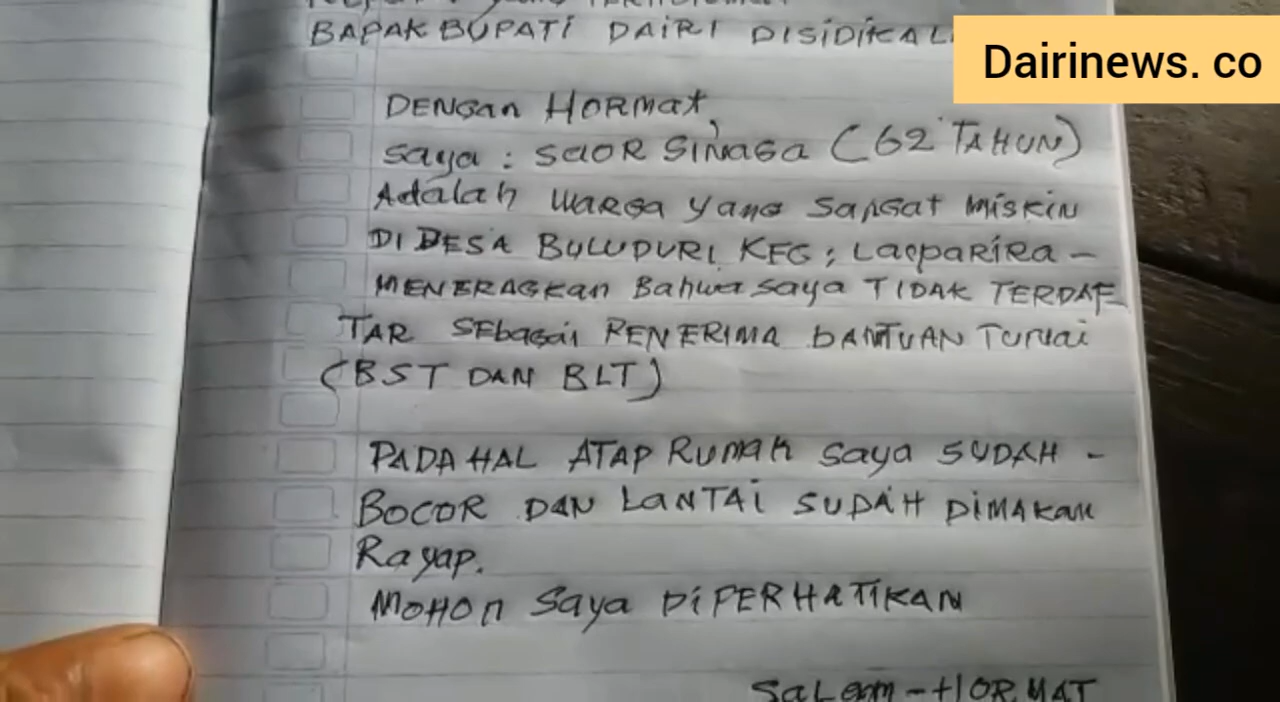 BAPAK BUPATI DAIRI DISIDIKAL
Dairinews. co
DENGAN HORMAT,
saya : SAOR SINAGA (62 TAHUN)
Adalah WARGA yang SANGAT MISKIN
DI DESA BULUDURI KEC; LaepaRiRa -
MENERAGKAN Bahwa saya TIDAK TERDAF
TAR SEbagai PENERIMA BANTUAN Tunai
(BST DAN BLT)
PADAHAL ATAP RUMAH saya SUDAH -
BOCOR DAN LANTAI SUDAH DIMAKAN
Rayap.
MOHON Saya DIPERHATIKAN
SALAM - HORMAT